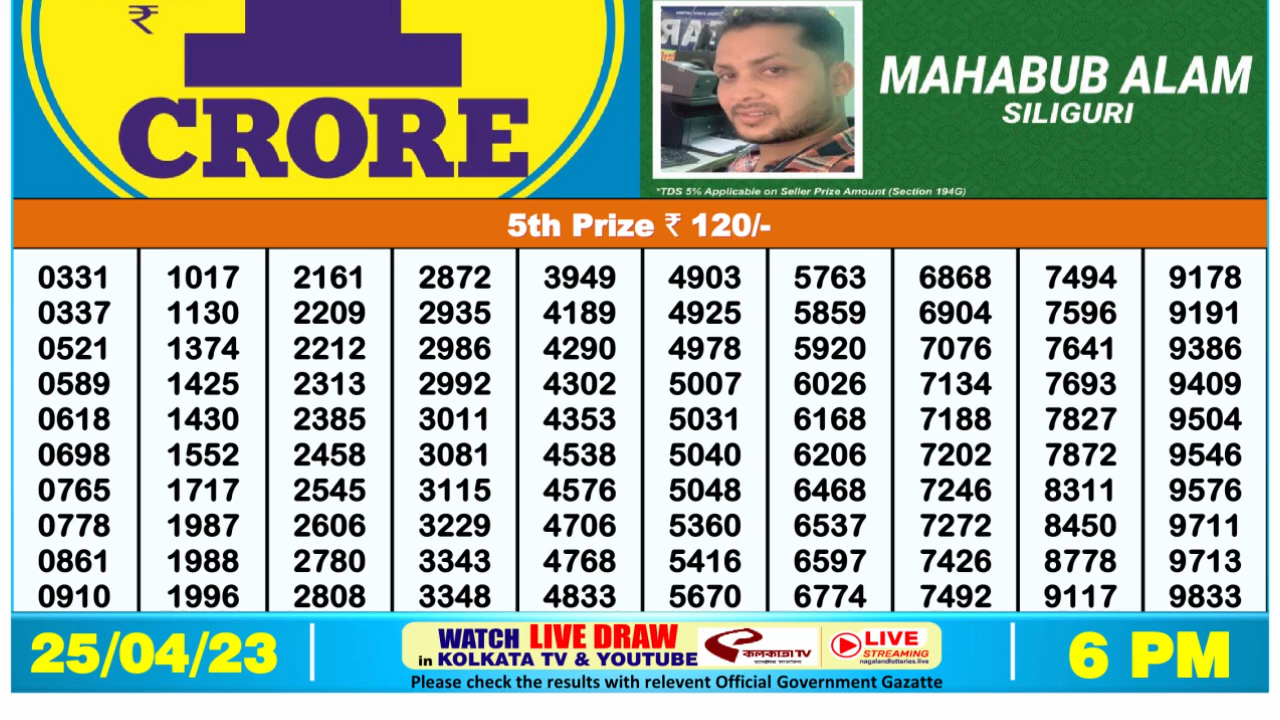 ₹
1
CRORE
MAHABUB ALAM
SILIGURI
*TDS 5% Applicable on Seller Prize Amount (Section 194G)
5th Prize ₹ 120/-
0331 1017 2161 2872 3949 4903 5763 6868 7494 9178
0337 1130 2209 2935 4189 4925 5859 6904 7596 9191
0521 1374 2212 2986 4290 4978 5920 7076 7641 9386
0589 1425 2313 2992 4302 5007 6026 7134 7693 9409
0618 1430 2385 3011 4353 5031 6168 7188 7827 9504
0698 1552 2458 3081 4538 5040 6206 7202 7872 9546
0765 1717 2545 3115 4576 5048 6468 7246 8311 9576
0778 1987 2606 3229 4706 5360 6537 7272 8450 9711
0861 1988 2780 3343 4768 5416 6597 7426 8778 9713
0910 1996 2808 3348 4833 5670 6774 7492 9117 9833
25/04/23
WATCH LIVE DRAW
in KOLKATA TV & YOUTUBE
কলকাতা TV
LIVE
STREAMING
nagalandlotteries.live
6 PM
Please check the results with relevent Official Government Gazatte